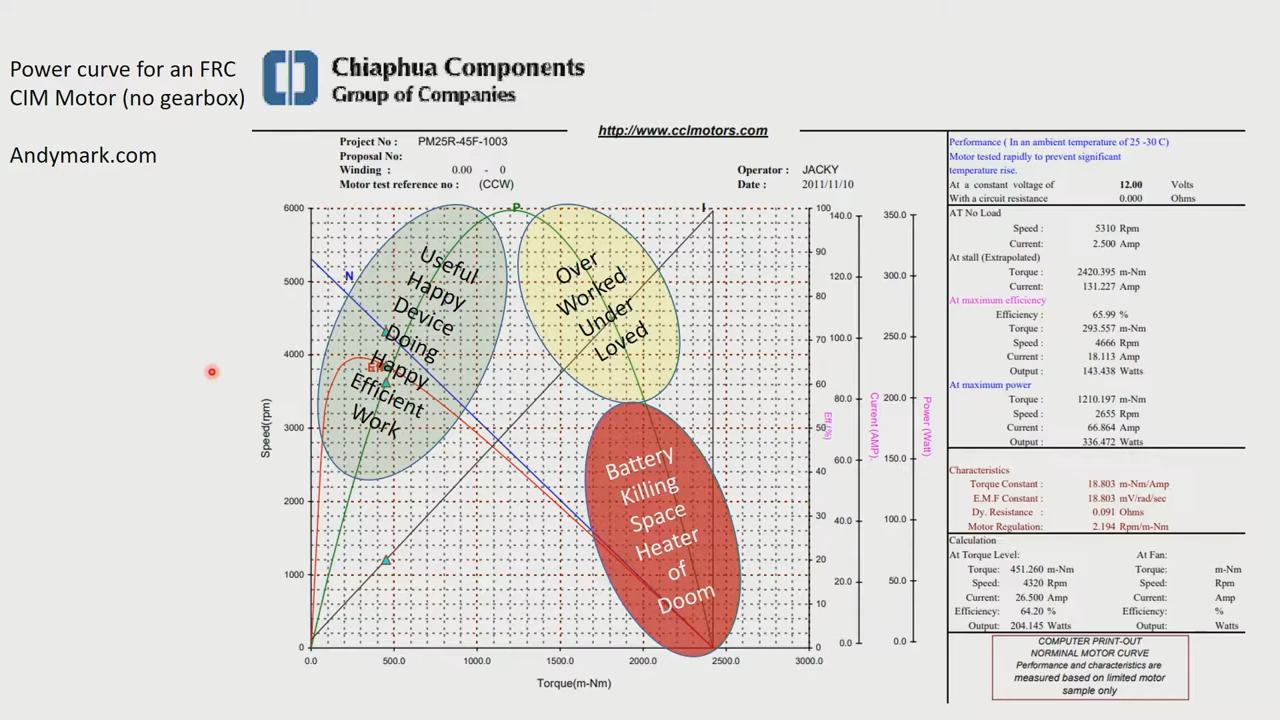 Power curve for an FRC
CIM Motor (no gearbox)
Andymark.com
Chiaphua Components
Group of Companies
http://www.cclmotors.com
Project No : PM25R-45F-1003
Proposal No:
Winding : 0.00 - 0
Motor test reference no : (CCW)
Operator : JACKY
Date : 2011/11/10
Performance ( In an ambient temperature of 25 -30 C)
Motor tested rapidly to prevent significant
temperature rise.
At a constant voltage of 12.00 Volts
With a circuit resistance 0.000 Ohms
AT No Load
Speed : 5310 Rpm
Current: 2.500 Amp
At stall (Extrapolated)
Torque : 2420.395 m-Nm
Current: 131.227 Amp
At maximum efficiency
Efficiency : 65.99 %
Torque : 293.557 m-Nm
Speed : 4666 Rpm
Current : 18.113 Amp
Output: 143.438 Watts
At maximum power
Torque : 1210.197 m-Nm
Speed : 2655 Rpm
Current : 66.864 Amp
Output : 336.472 Watts
Characteristics
Torque Constant : 18.803 m-Nm/Amp
E.M.F Constant : 18.803 mV/rad/sec
Dy. Resistance : 0.091 Ohms
Motor Regulation: 2.194 Rpm/m-Nm
Calculation
At Torque Level: At Fan:
Torque: 451.260 m-Nm Torque: m-Nm
Speed: 4320 Rpm Speed: Rpm
Current: 26.500 Amp Current: Amp
Efficiency: 64.20 % Efficiency: %
Output: 204.145 Watts Output: Watts
COMPUTER PRINT-OUT
NORMINAL MOTOR CURVE
Performance and characteristics are
measured based on limited motor
sample only
Speed(rpm)
6000
5000
4000
3000
2000
1000
0
N
P
I
Useful
Happy
Device
Doing
Happy
Efficient
Work
Over
Worked
Under
Loved
Battery
Killing
Space
Heater
of
Doom
100
90
80
70
60
50
40
30
20
10
0
Eff.(%)
140.0
120.0
100.0
80.0
60.0
40.0
20.0
0.0
Current (AMP).
350.0
300.0
250.0
200.0
150.0
100.0
50.0
0.0
Power (Watt)
0.0 500.0 1000.0 1500.0 2000.0 2500.0 3000.0
Torque(m-Nm)